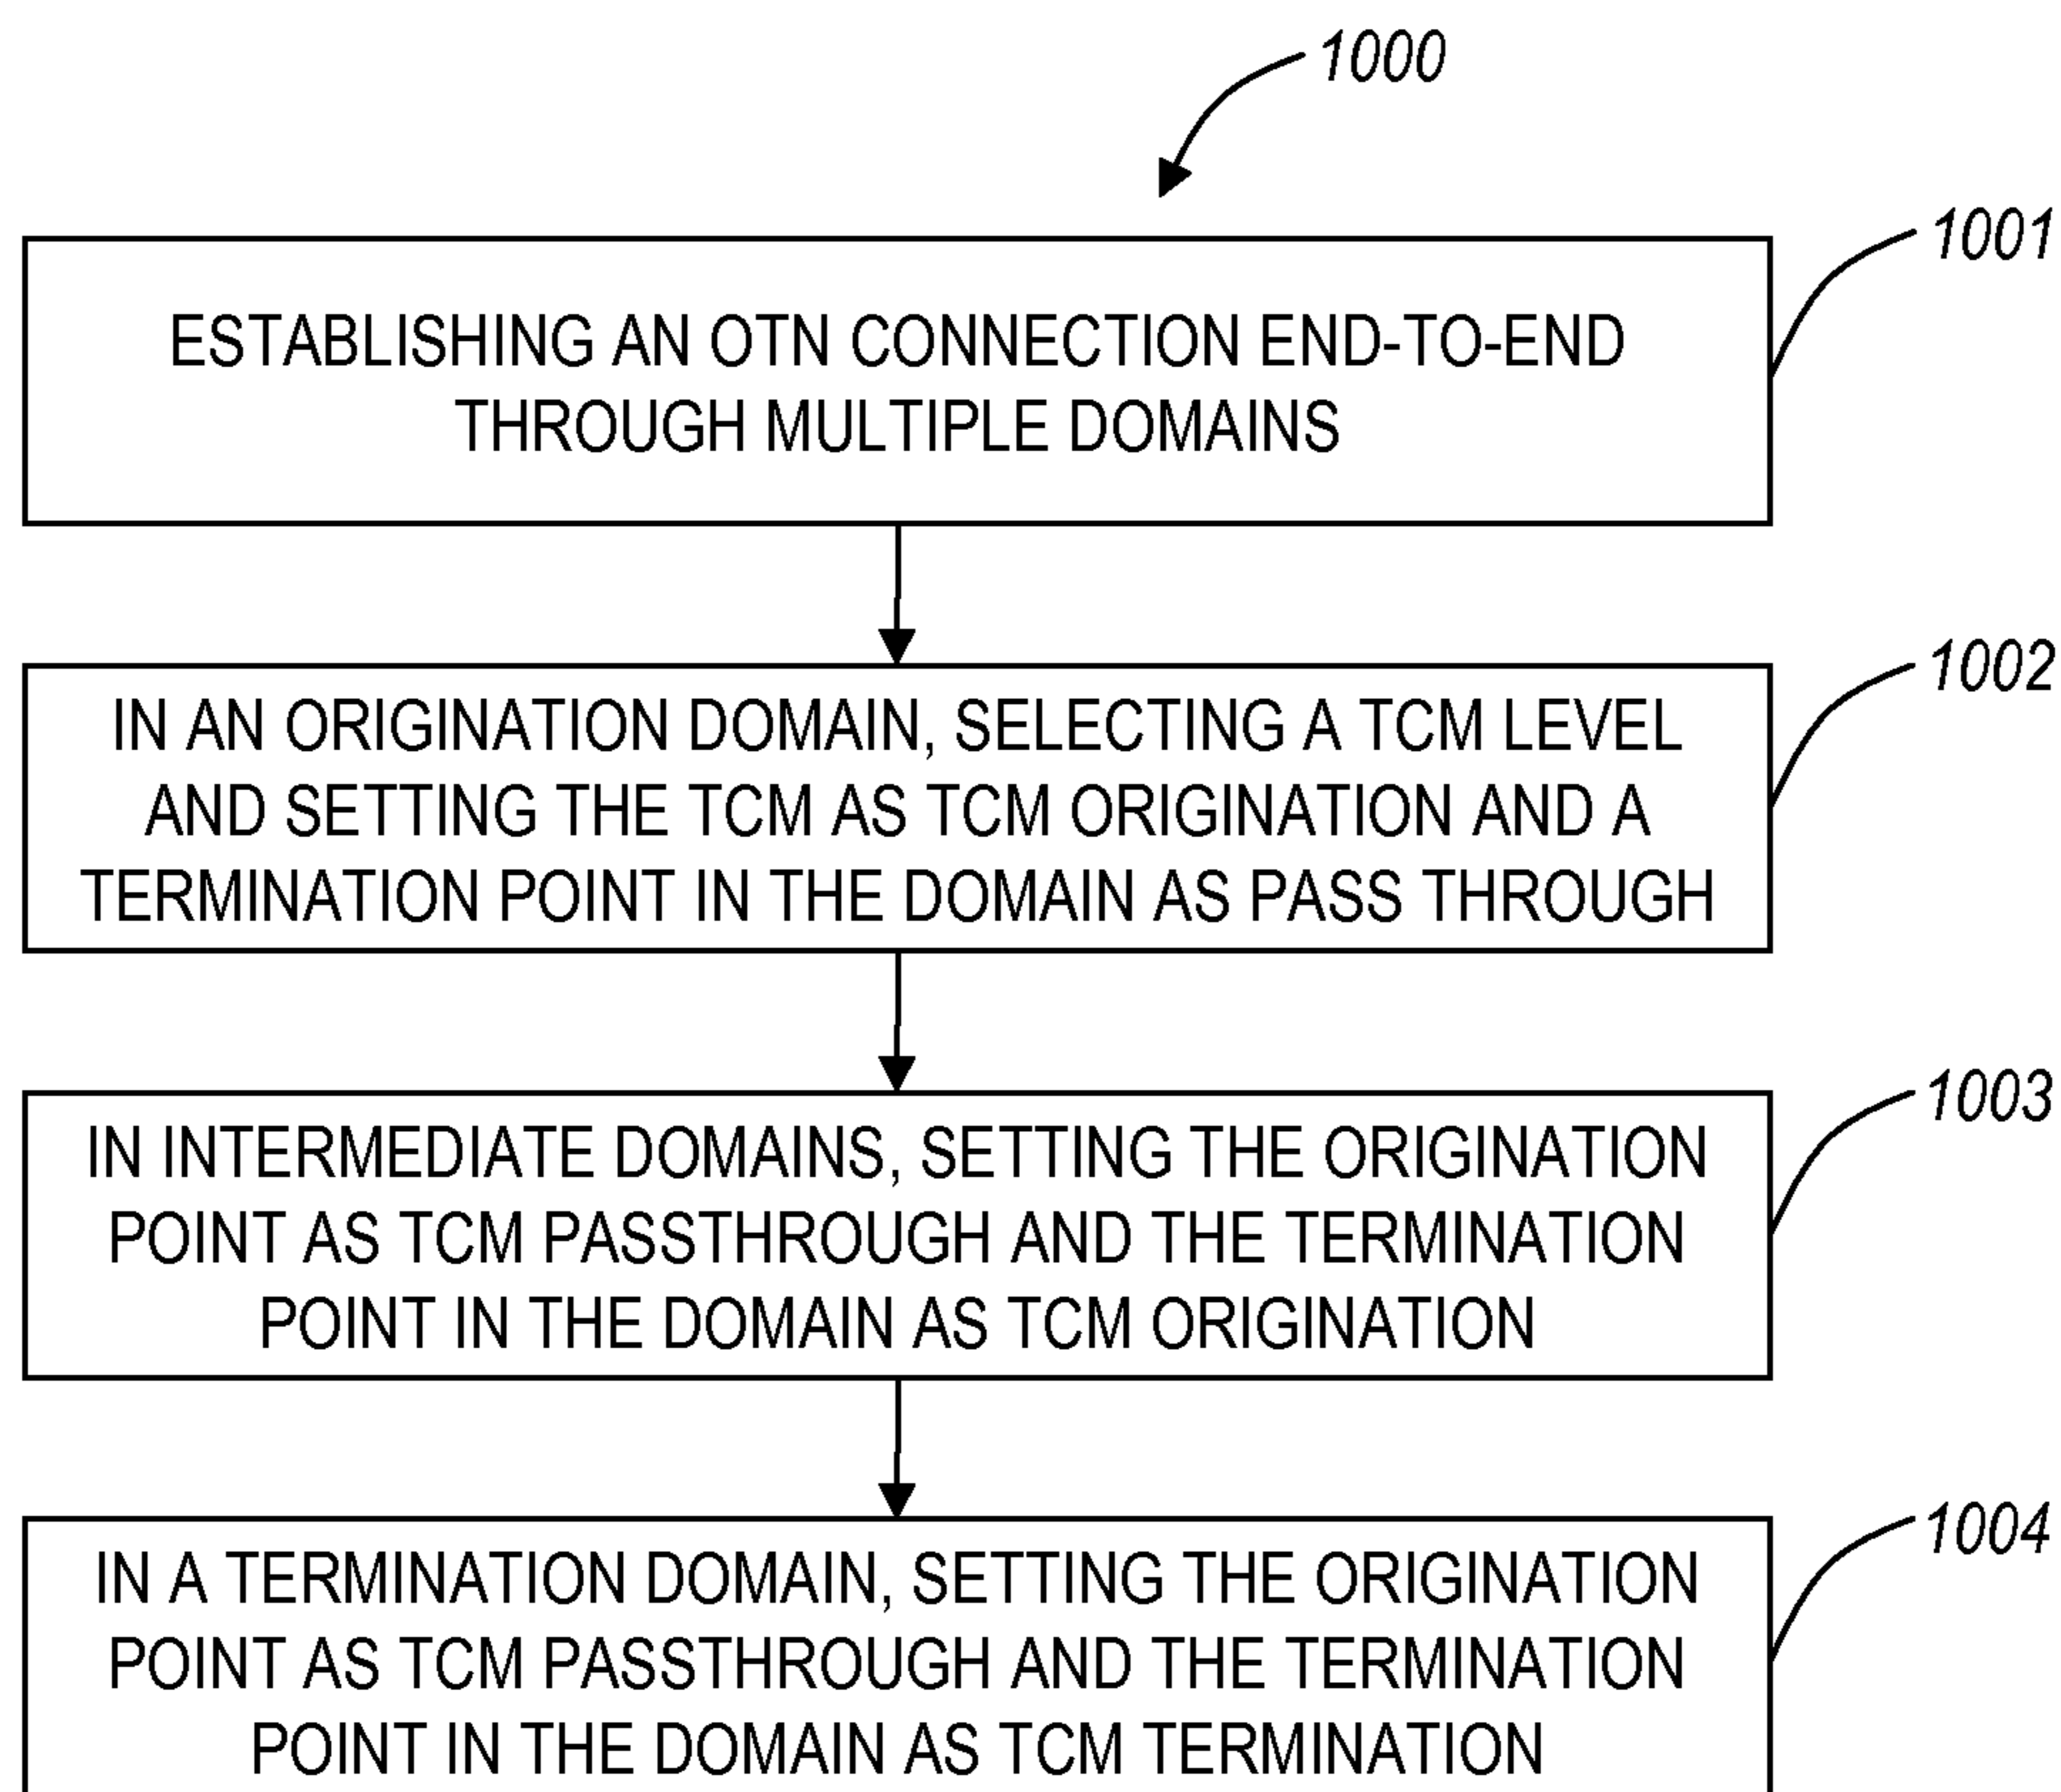 1000
1001
ESTABLISHING AN OTN CONNECTION END-TO-END
THROUGH MULTIPLE DOMAINS
1002
IN AN ORIGINATION DOMAIN, SELECTING A TCM LEVEL
AND SETTING THE TCM AS TCM ORIGINATION AND A
TERMINATION POINT IN THE DOMAIN AS PASS THROUGH
1003
IN INTERMEDIATE DOMAINS, SETTING THE ORIGINATION
POINT AS TCM PASSTHROUGH AND THE TERMINATION
POINT IN THE DOMAIN AS TCM ORIGINATION
1004
IN A TERMINATION DOMAIN, SETTING THE ORIGINATION
POINT AS TCM PASSTHROUGH AND THE TERMINATION
POINT IN THE DOMAIN AS TCM TERMINATION